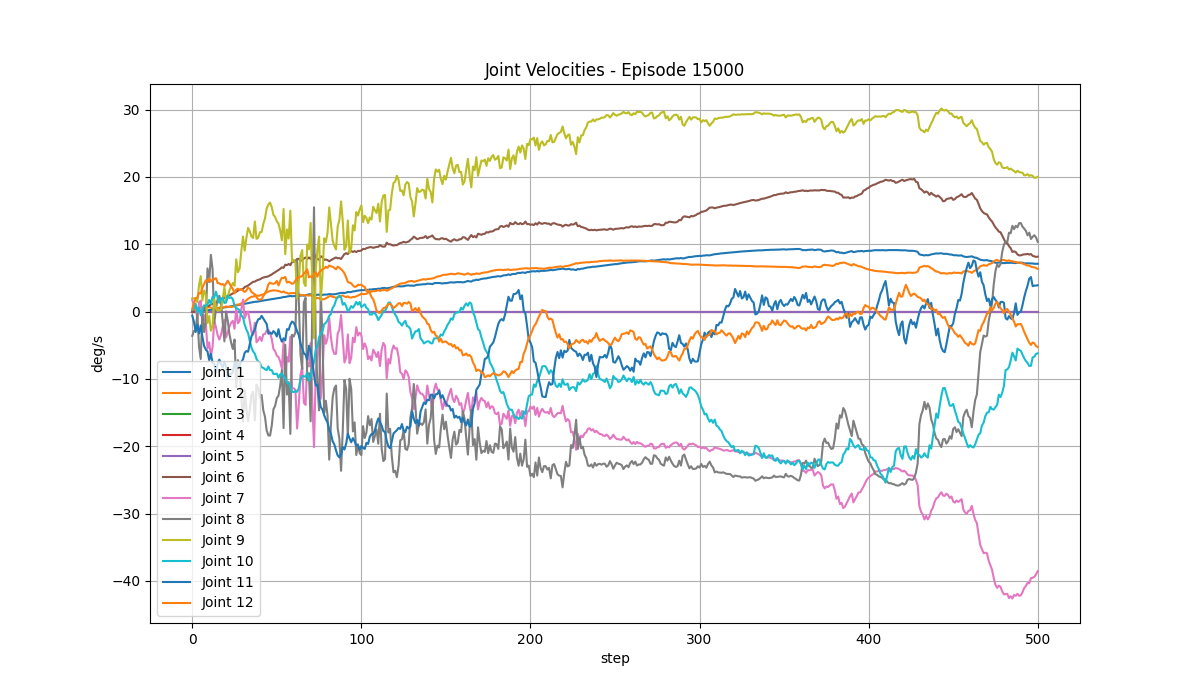 Joint Velocities - Episode 15000
deg/s
30
20
10
0
−10
−20
−30
−40
Joint 1
Joint 2
Joint 3
Joint 4
Joint 5
Joint 6
Joint 7
Joint 8
Joint 9
Joint 10
Joint 11
Joint 12
0 100 200 300 400 500
step